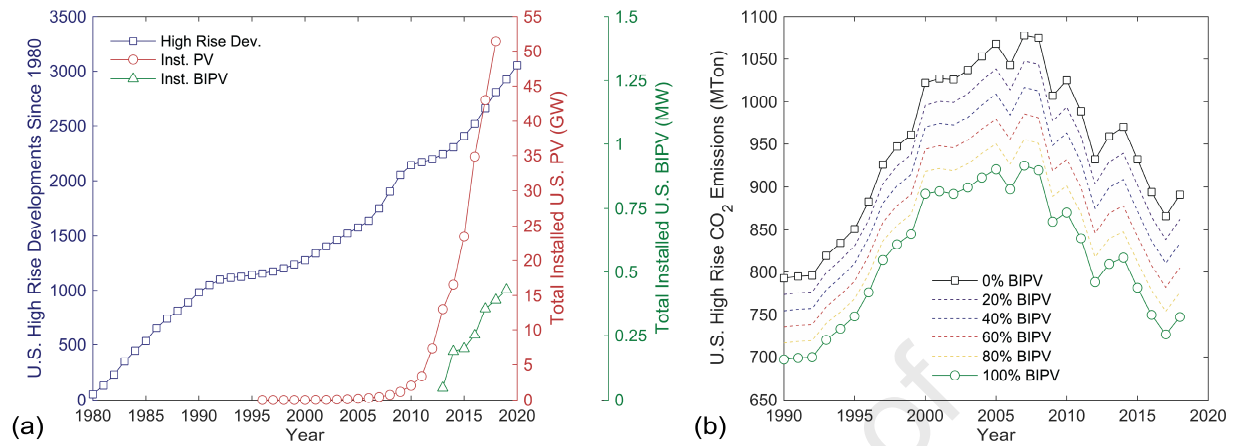 3500
3000
2500
2000
1500
1000
500
0
U.S. High Rise Developments Since 1980
High Rise Dev.
Inst. PV
Inst. BIPV
1980 1985 1990 1995 2000 2005 2010 2015 2020
Year
(a)
55
50
45
40
35
30
25
20
15
10
5
0
Total Installed U.S. PV (GW)
1.5
1.25
1
0.75
0.5
0.25
0
Total Installed U.S. BIPV (MW)
1100
1050
1000
950
900
850
800
750
700
650
U.S. High Rise CO2 Emissions (MTon)
0% BIPV
20% BIPV
40% BIPV
60% BIPV
80% BIPV
100% BIPV
1990 1995 2000 2005 2010 2015 2020
Year
(b)
of